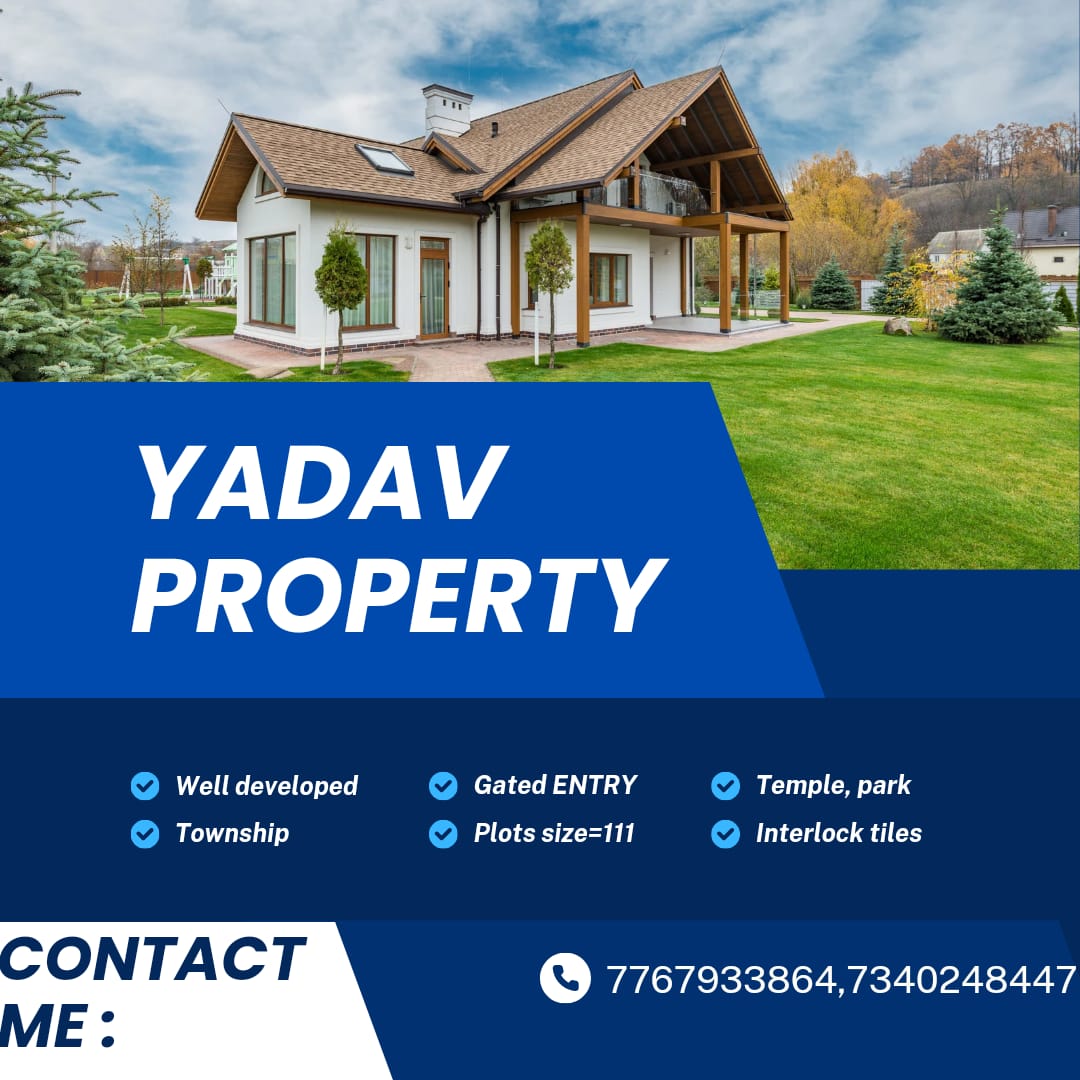 YADAV
PROPERTY
Well developed
Gated ENTRY
Temple, park
Township
Plots size=111
Interlock tiles
CONTACT
ME :
7767933864,7340248447